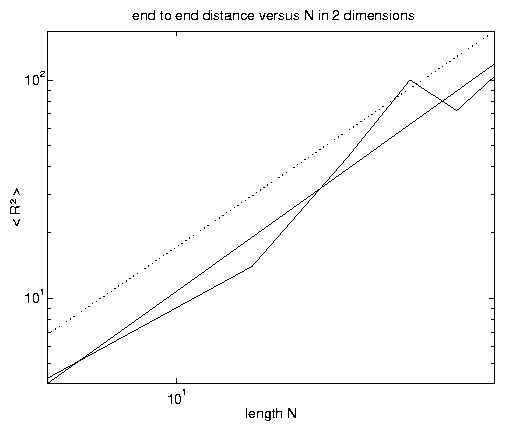 end to end distance versus N in 2 dimensions
10²
< R² >
10¹
10¹
length N